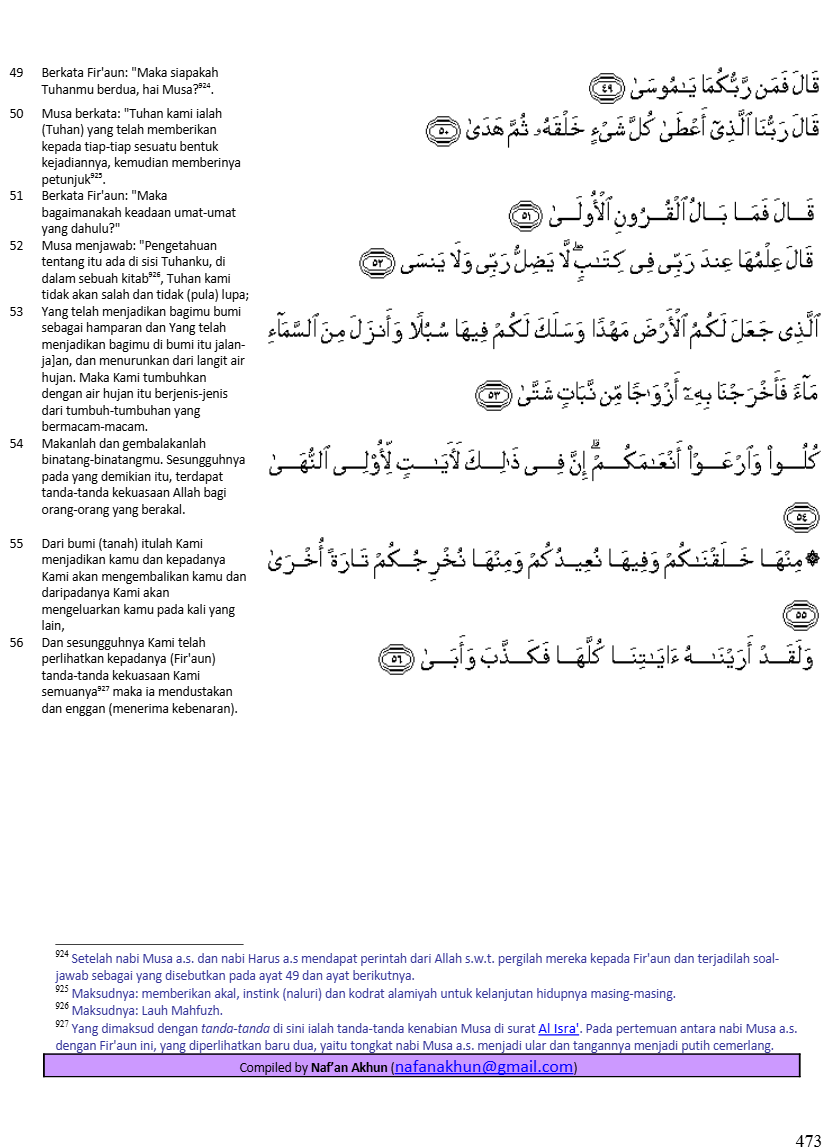 49 Berkata Fir'aun: "Maka siapakah
Tuhanmu berdua, hai Musa?924.
قَالَ فَمَن رَّبُّكُمَا يَـٰمُوسَىٰ ٤٩
50 Musa berkata: "Tuhan kami ialah
(Tuhan) yang telah memberikan
kepada tiap-tiap sesuatu bentuk
kejadiannya, kemudian memberinya
petunjuk925.
قَالَ رَبُّنَا ٱلَّذِىٓ أَعْطَىٰ كُلَّ شَىْءٍ خَلْقَهُۥ ثُمَّ هَدَىٰ ٥٠
51 Berkata Fir'aun: "Maka
bagaimanakah keadaan umat-umat
yang dahulu?"
قَالَ فَمَا بَالُ ٱلْقُرُونِ ٱلْأُولَىٰ ٥١
52 Musa menjawab: "Pengetahuan
tentang itu ada di sisi Tuhanku, di
dalam sebuah kitab926, Tuhan kami
tidak akan salah dan tidak (pula) lupa;
قَالَ عِلْمُهَا عِندَ رَبِّى فِى كِتَـٰبٍ ۖ لَّا يَضِلُّ رَبِّى وَلَا يَنسَى ٥٢
53 Yang telah menjadikan bagimu bumi
sebagai hamparan dan Yang telah
menjadikan bagimu di bumi itu jalan-
ja]an, dan menurunkan dari langit air
hujan. Maka Kami tumbuhkan
dengan air hujan itu berjenis-jenis
dari tumbuh-tumbuhan yang
bermacam-macam.
ٱلَّذِى جَعَلَ لَكُمُ ٱلْأَرْضَ مَهْدًا وَسَلَكَ لَكُمْ فِيهَا سُبُلًا وَأَنزَلَ مِنَ ٱلسَّمَآءِ
مَآءً فَأَخْرَجْنَا بِهِۦٓ أَزْوَٰجًا مِّن نَّبَاتٍ شَتَّىٰ ٥٣
54 Makanlah dan gembalakanlah
binatang-binatangmu. Sesungguhnya
pada yang demikian itu, terdapat
tanda-tanda kekuasaan Allah bagi
orang-orang yang berakal.
كُلُوا۟ وَٱرْعَوْا۟ أَنْعَـٰمَكُمْ ۗ إِنَّ فِى ذَٰلِكَ لَـَٔايَـٰتٍ لِّأُو۟لِى ٱلنُّهَىٰ
٥٤
55 Dari bumi (tanah) itulah Kami
menjadikan kamu dan kepadanya
Kami akan mengembalikan kamu dan
daripadanya Kami akan
mengeluarkan kamu pada kali yang
lain,
۞ مِنْهَا خَلَقْنَـٰكُمْ وَفِيهَا نُعِيدُكُمْ وَمِنْهَا نُخْرِجُكُمْ تَارَةً أُخْرَىٰ
٥٥
56 Dan sesungguhnya Kami telah
perlihatkan kepadanya (Fir'aun)
tanda-tanda kekuasaan Kami
semuanya927 maka ia mendustakan
dan enggan (menerima kebenaran).
وَلَقَدْ أَرَيْنَـٰهُ ءَايَـٰتِنَا كُلَّهَا فَكَذَّبَ وَأَبَىٰ ٥٦
924 Setelah nabi Musa a.s. dan nabi Harus a.s mendapat perintah dari Allah s.w.t. pergilah mereka kepada Fir'aun dan terjadilah soal-
jawab sebagai yang disebutkan pada ayat 49 dan ayat berikutnya.
925 Maksudnya: memberikan akal, instink (naluri) dan kodrat alamiyah untuk kelanjutan hidupnya masing-masing.
926 Maksudnya: Lauh Mahfuzh.
927 Yang dimaksud dengan tanda-tanda di sini ialah tanda-tanda kenabian Musa di surat Al Isra'. Pada pertemuan antara nabi Musa a.s.
dengan Fir'aun ini, yang diperlihatkan baru dua, yaitu tongkat nabi Musa a.s. menjadi ular dan tangannya menjadi putih cemerlang.
Compiled by Naf'an Akhun (nafanakhun@gmail.com)
473